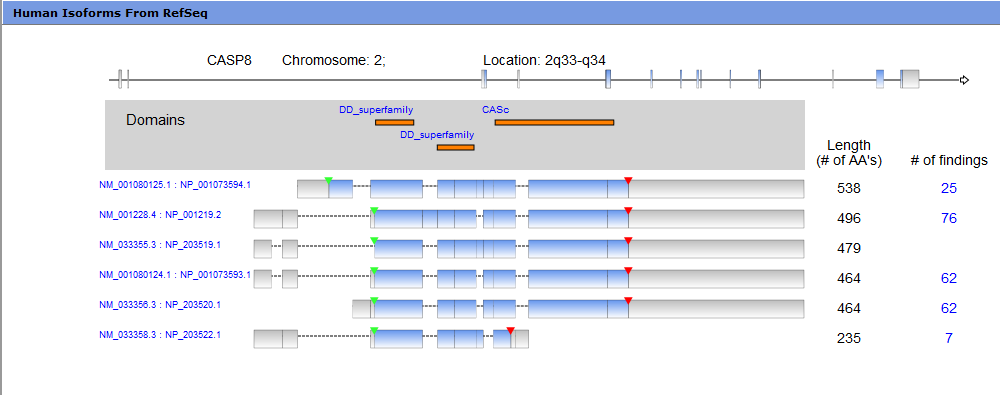 Human Isoforms From RefSeq
CASP8 Chromosome: 2; Location: 2q33-q34
Domains
DD_superfamily CASc
DD_superfamily
Length
(# of AA's) # of findings
NM_001080125.1 : NP_001073594.1 538 25
NM_001228.4 : NP_001219.2 496 76
NM_033355.3 : NP_203519.1 479
NM_001080124.1 : NP_001073593.1 464 62
NM_033356.3 : NP_203520.1 464 62
NM_033358.3 : NP_203522.1 235 7